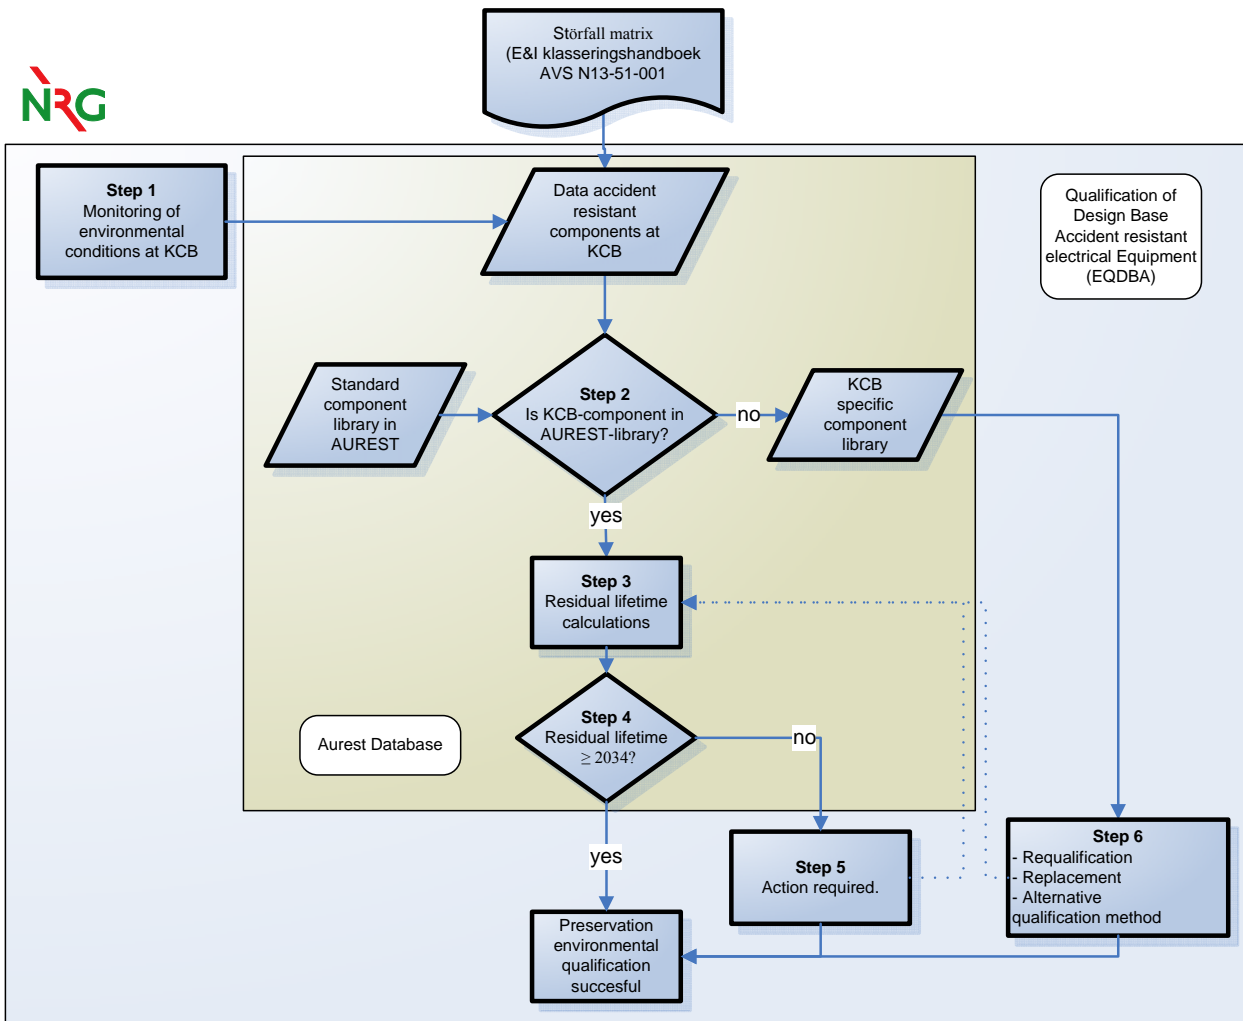 Störfall matrix
(E&I klasseringshandboek
AVS N13-51-001
NRG
Step 1
Monitoring of
environmental
conditions at KCB
Data accident
resistant
components at
KCB
Qualification of
Design Base
Accident resistant
electrical Equipment
(EQDBA)
Standard
component
library in
AUREST
Step 2
Is KCB-component in
AUREST-library?
no
KCB
specific
component
library
yes
Step 3
Residual lifetime
calculations
Step 4
Residual lifetime
≥ 2034?
no
Aurest Database
yes
Step 5
Action required.
Step 6
- Requalification
- Replacement
- Alternative
qualification method
Preservation
environmental
qualification
succesful